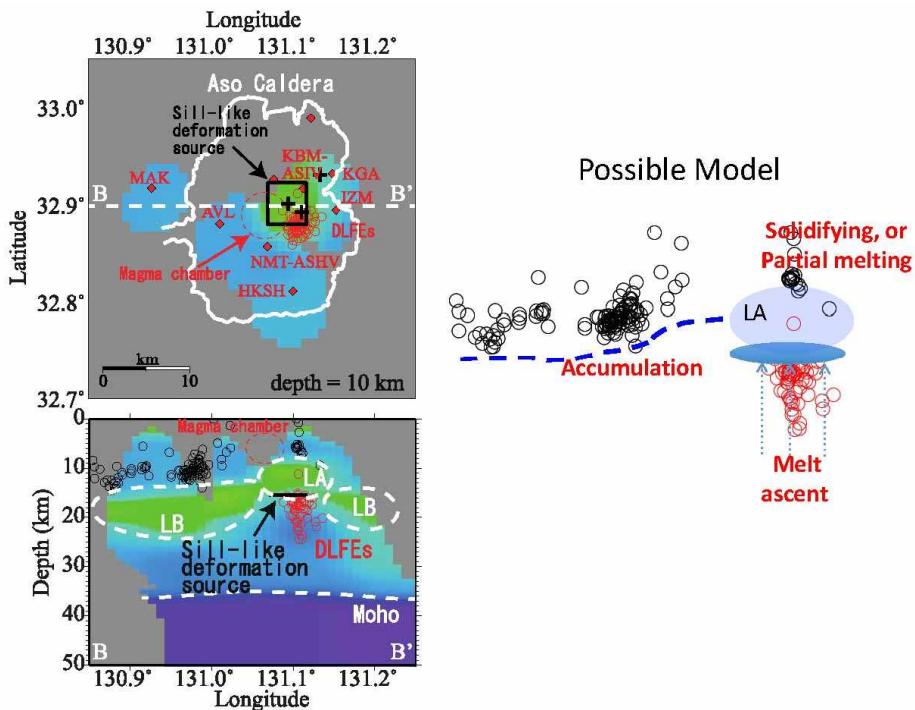 Longitude
130.9° 131.0° 131.1° 131.2°
Aso Caldera
33.0°
Sill-like
deformation
source
KBM-
ASIV
KGA
MAK
B
B'
IZM
32.9°
AVL
DLFEs
Latitude
Magma chamber
NMT-ASHV
HKSH
32.8°
km
0 10
depth = 10 km
32.7°
0
Magma chamber
10
LA
20
LB
LB
Sill-like
deformation
source
DLFEs
Depth (km)
30
Moho
40
B
B'
50
130.9° 131.0° 131.1° 131.2°
Longitude
Possible Model
Solidifying, or
Partial melting
LA
Accumulation
Melt
ascent